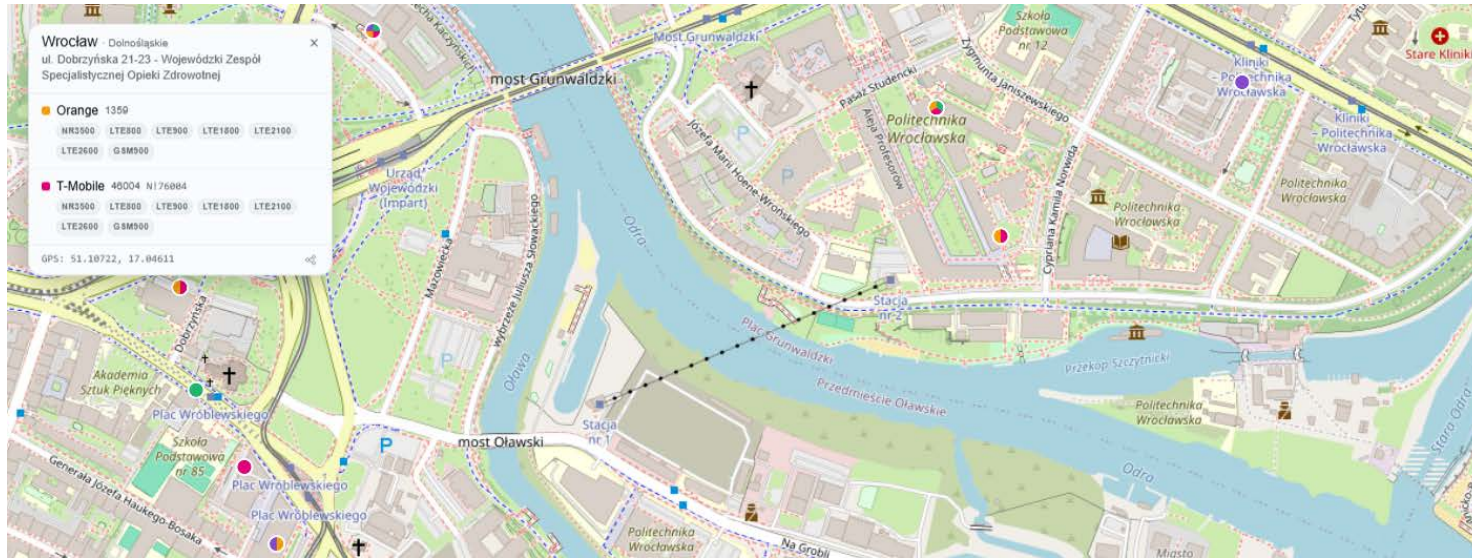 Wrocław · Dolnośląskie
ul. Dobrzyńska 21-23 - Wojewódzki Zespół
Specjalistycznej Opieki Zdrowotnej
Orange 1359
NR3500 LTE800 LTE900 LTE1800 LTE2100
LTE2600 GSM900
T-Mobile 46004 N!76004
NR3500 LTE800 LTE900 LTE1800 LTE2100
LTE2600 GSM900
GPS: 51.10722, 17.04611
Most Grunwaldzki
most Grunwaldzki
Szkoła
Podstawowa
nr 12
Zygmunta Janiszewskiego
Pasaż Studencki
Stare Kliniki
Kliniki
– Politechnika
Wrocławska
Kliniki
– Politechnika
Wrocławska
Politechnika
Wrocławska
Józefa Marii Hoene-Wrońskiego
Aleja Profesorów
P
P
Urząd
Wojewódzki
(Impart)
Cypriana Kamila Norwida
Politechnika
Wrocławska
Politechnika
Wrocławska
Mazowiecka
wybrzeże Juliusza Słowackiego
Odra
Oława
P
Stacja
nr 2
Plac Grunwaldzki
Przedmieście Oławskie
Przekop Szczytnicki
Dobrzyńska
Akademia
Sztuk Pięknych
Plac Wróblewskiego
Stacja
nr 1
Politechnika
Wrocławska
Stara Odra
most Oławski
P
Szkoła
Podstawowa
nr 85
Plac Wróblewskiego
Plac Wróblewskiego
Generała Józefa Haukego-Bosaka
Odra
Politechnika
Wrocławska
Na Grobli
Miasto